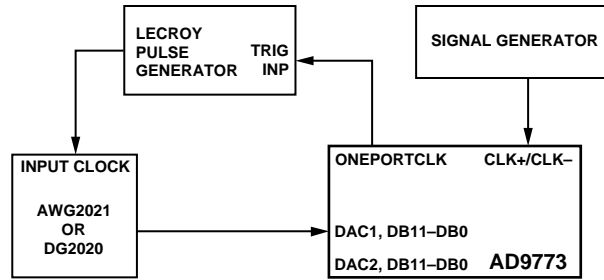 LECROY
PULSE
GENERATOR
TRIG
INP
SIGNAL GENERATOR
INPUT CLOCK
AWG2021
OR
DG2020
ONEPORTCLK
CLK+/CLK–
DAC1, DB11–DB0
DAC2, DB11–DB0
AD9773